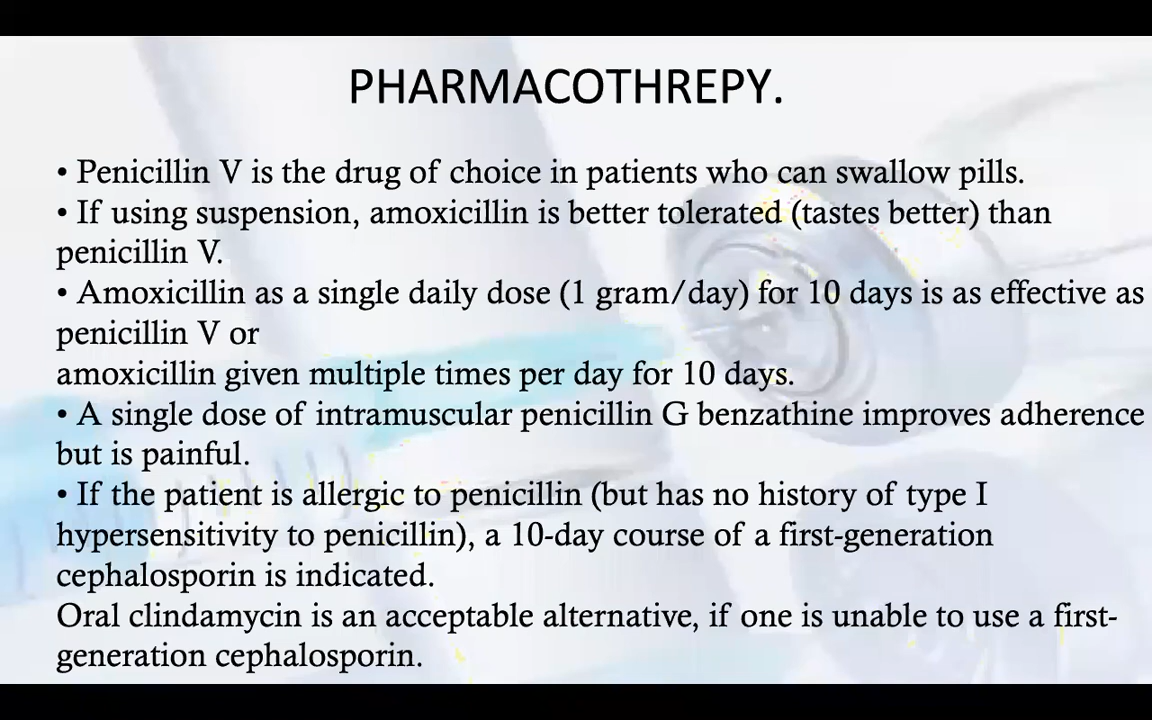 PHARMACOTHREPY.
• Penicillin V is the drug of choice in patients who can swallow pills.
• If using suspension, amoxicillin is better tolerated (tastes better) than
penicillin V.
• Amoxicillin as a single daily dose (1 gram/day) for 10 days is as effective as
penicillin V or
amoxicillin given multiple times per day for 10 days.
• A single dose of intramuscular penicillin G benzathine improves adherence
but is painful.
• If the patient is allergic to penicillin (but has no history of type I
hypersensitivity to penicillin), a 10-day course of a first-generation
cephalosporin is indicated.
Oral clindamycin is an acceptable alternative, if one is unable to use a first-
generation cephalosporin.